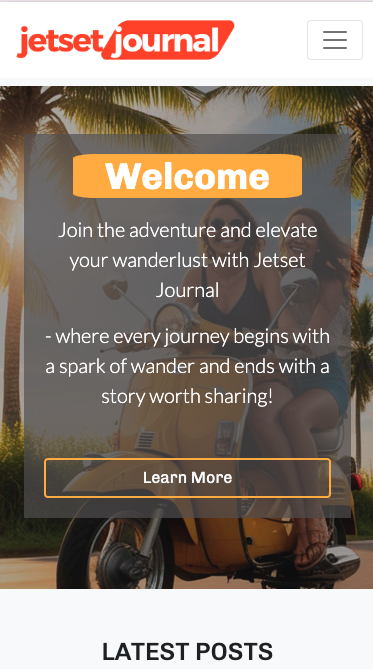 jetset journal
Welcome
Join the adventure and elevate
your wanderlust with Jetset
Journal
- where every journey begins with
a spark of wander and ends with a
story worth sharing!
Learn More
LATEST POSTS